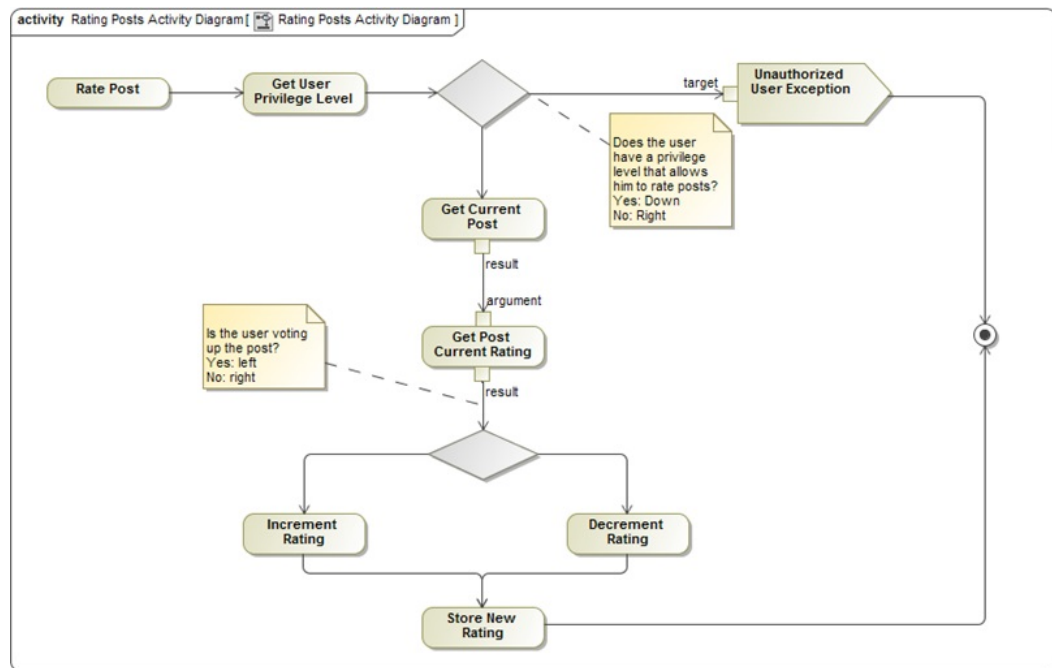 activity Rating Posts Activity Diagram[ Rating Posts Activity Diagram ]
Rate Post
Get User
Privilege Level
target
Unauthorized
User Exception
Does the user
have a privilege
level that allows
him to rate posts?
Yes: Down
No: Right
Get Current
Post
result
argument
Get Post
Current Rating
result
Is the user voting
up the post?
Yes: left
No: right
Increment
Rating
Decrement
Rating
Store New
Rating